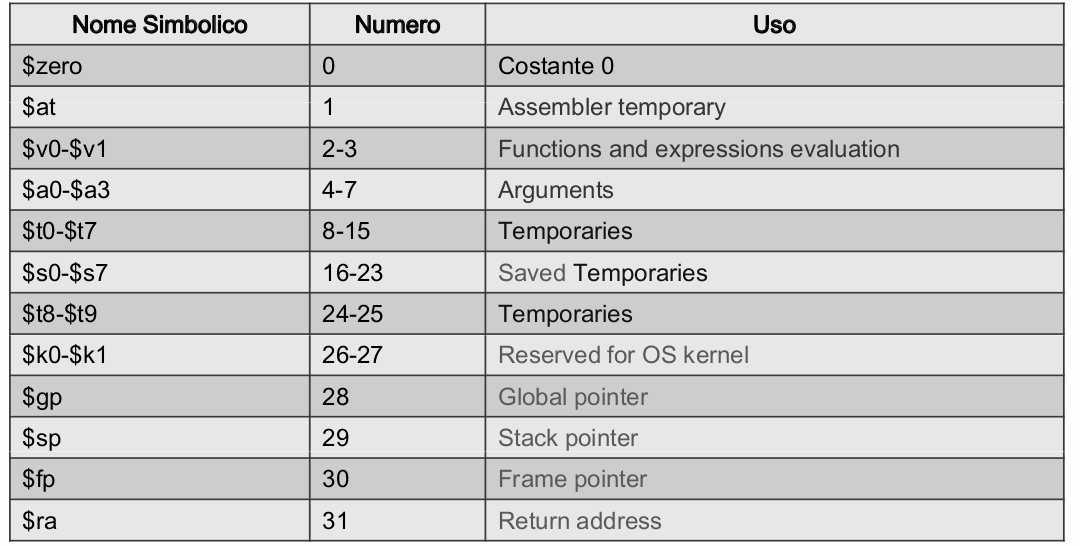 Nome Simbolico Numero Uso
$zero 0 Costante 0
$at 1 Assembler temporary
$v0-$v1 2-3 Functions and expressions evaluation
$a0-$a3 4-7 Arguments
$t0-$t7 8-15 Temporaries
$s0-$s7 16-23 Saved Temporaries
$t8-$t9 24-25 Temporaries
$k0-$k1 26-27 Reserved for OS kernel
$gp 28 Global pointer
$sp 29 Stack pointer
$fp 30 Frame pointer
$ra 31 Return address